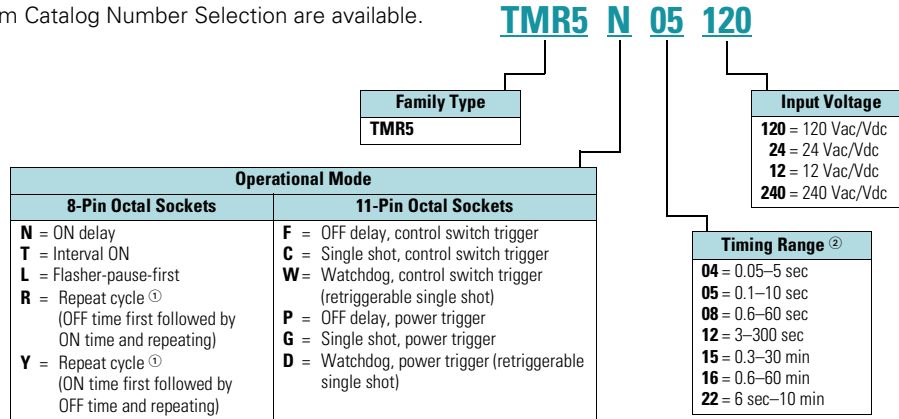 m Catalog Number Selection are available.
TMR5 N 05 120
Family Type
TMR5
Input Voltage
120 = 120 Vac/Vdc
24 = 24 Vac/Vdc
12 = 12 Vac/Vdc
240 = 240 Vac/Vdc
Operational Mode
8-Pin Octal Sockets
N = ON delay
T = Interval ON
L = Flasher-pause-first
R = Repeat cycle ①
(OFF time first followed by
ON time and repeating)
Y = Repeat cycle ①
(ON time first followed by
OFF time and repeating)
11-Pin Octal Sockets
F = OFF delay, control switch trigger
C = Single shot, control switch trigger
W = Watchdog, control switch trigger
(retriggerable single shot)
P = OFF delay, power trigger
G = Single shot, power trigger
D = Watchdog, power trigger (retriggerable
single shot)
Timing Range ②
04 = 0.05–5 sec
05 = 0.1–10 sec
08 = 0.6–60 sec
12 = 3–300 sec
15 = 0.3–30 min
16 = 0.6–60 min
22 = 6 sec–10 min